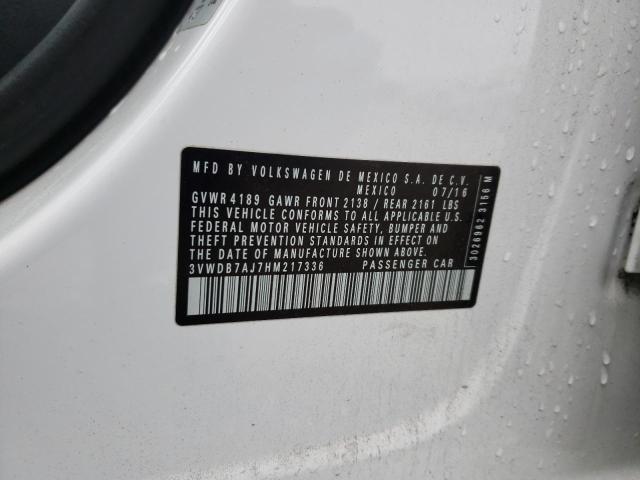 MFD BY VOLKSWAGEN DE MEXICO S.A. DE C.V.
MEXICO 07/16
GVWR 4189 GAWR FRONT 2138 / REAR 2161 LBS
THIS VEHICLE CONFORMS TO ALL APPLICABLE U.S.
FEDERAL MOTOR VEHICLE SAFETY, BUMPER AND
THEFT PREVENTION STANDARDS IN EFFECT ON
THE DATE OF MANUFACTURE SHOWN ABOVE.
3VWDB7AJ7HM217336 PASSENGER CAR
3026962 3156 M